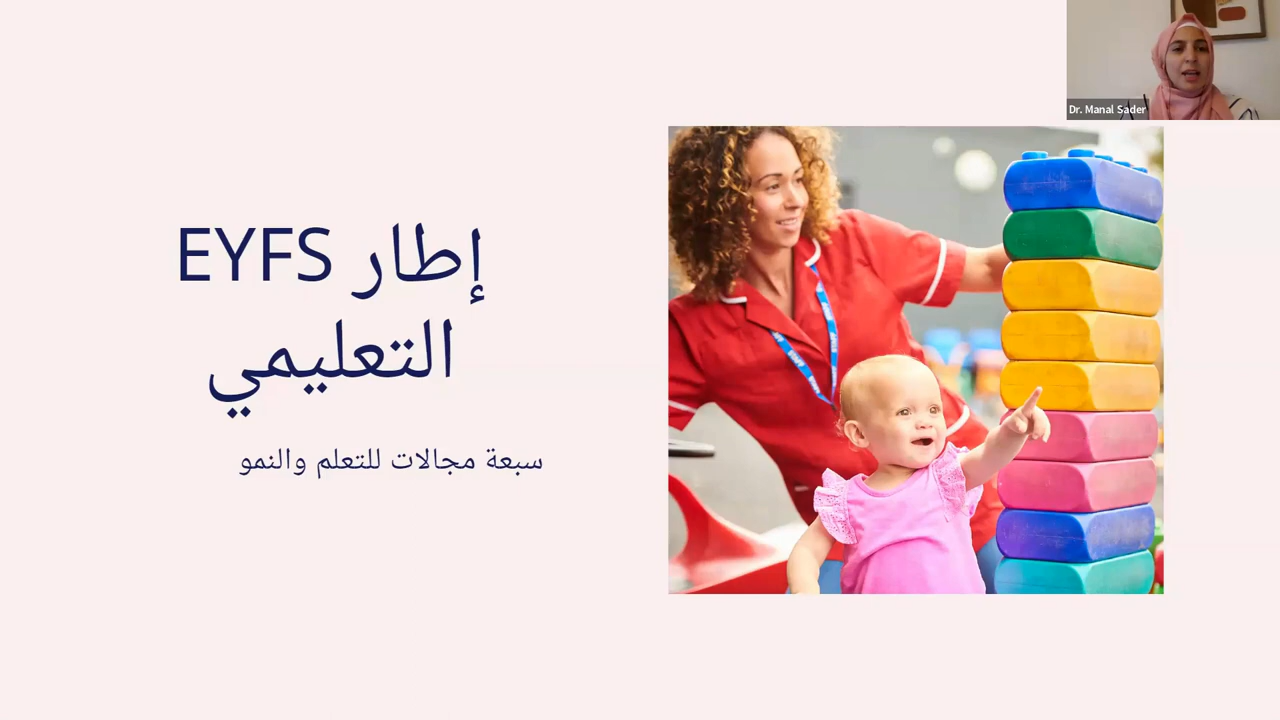 Dr. Manal Sader
إطار EYFS
التعليمي
سبعة مجالات للتعلم والنمو